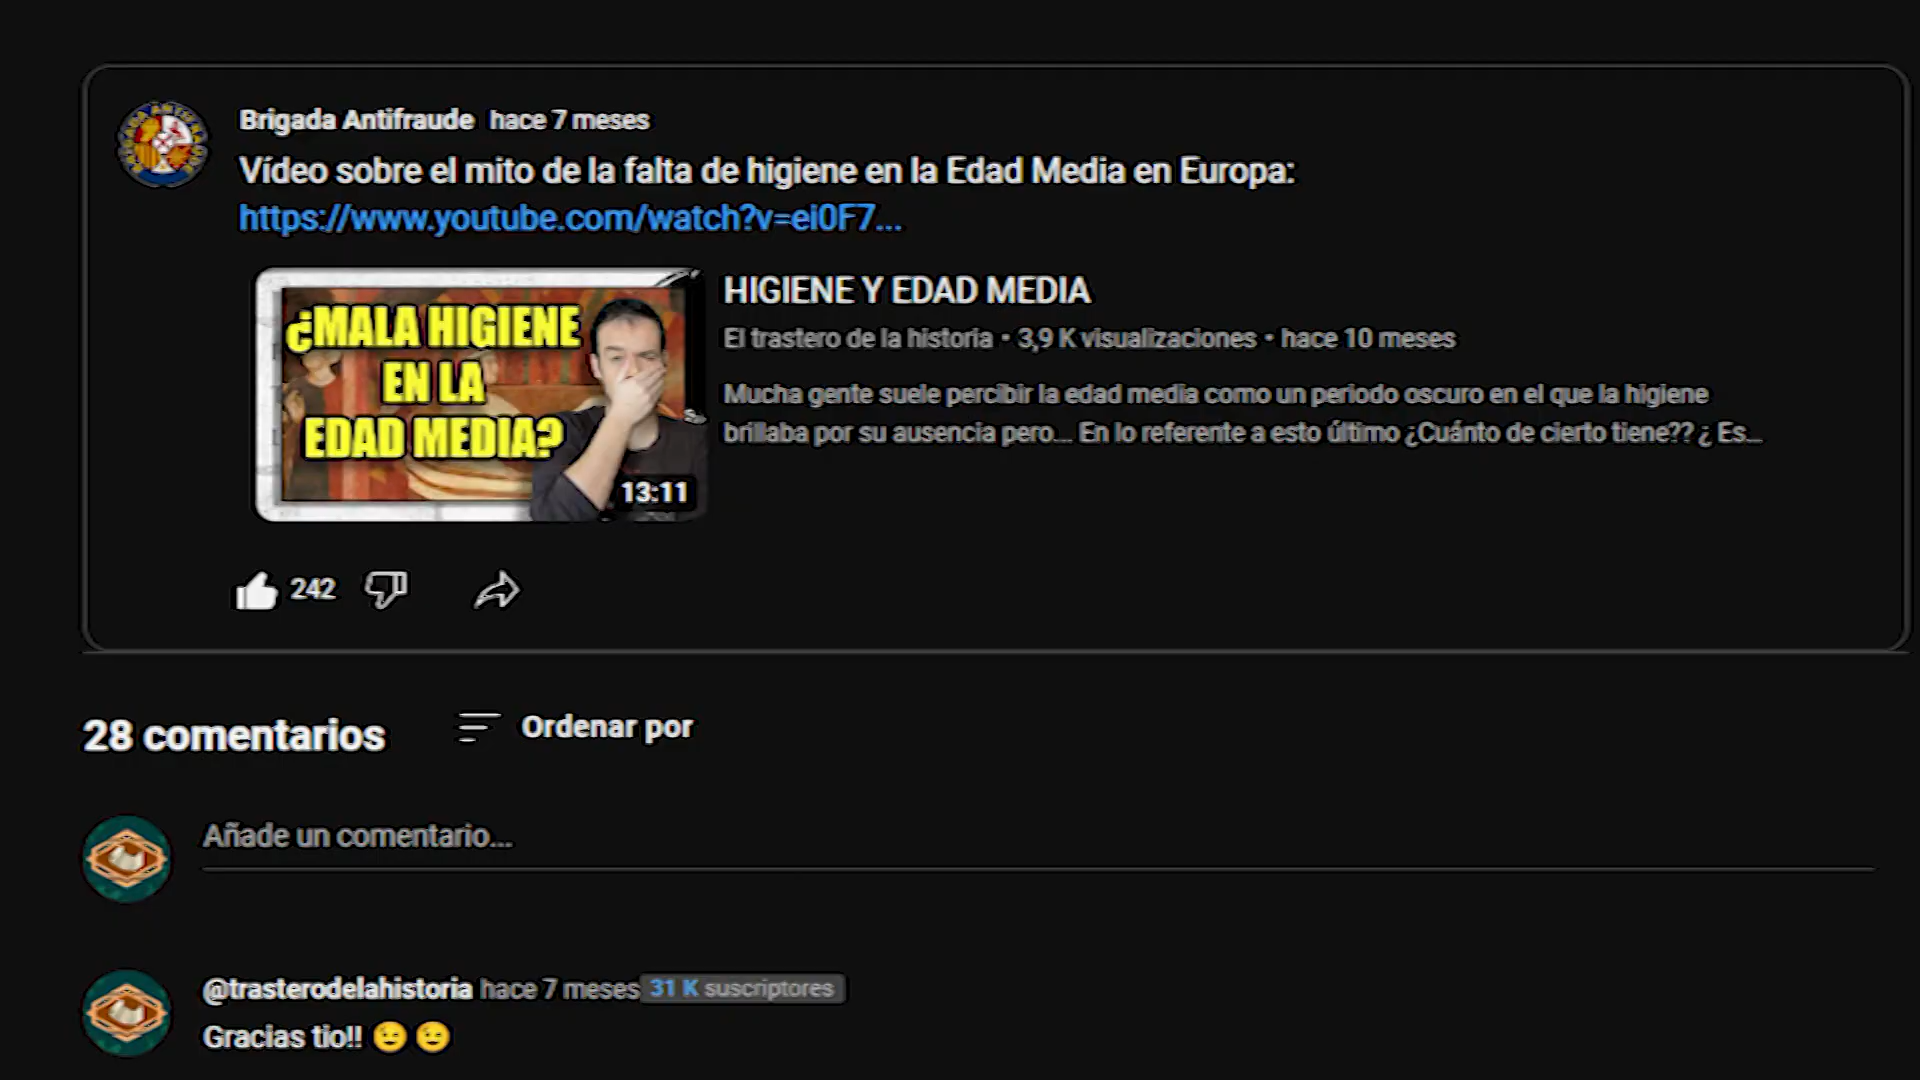 Brigada Antifraude hace 7 meses
Vídeo sobre el mito de la falta de higiene en la Edad Media en Europa:
https://www.youtube.com/watch?v=ei0F7...
¿MALA HIGIENE
EN LA
EDAD MEDIA?
13:11
HIGIENE Y EDAD MEDIA
El trastero de la historia • 3,9 K visualizaciones • hace 10 meses
Mucha gente suele percibir la edad media como un periodo oscuro en el que la higiene
brillaba por su ausencia pero... En lo referente a esto último ¿Cuánto de cierto tiene?? ¿ Es...
242
28 comentarios
Ordenar por
Añade un comentario...
@trasterodelahistoria hace 7 meses 31 K suscriptores
Gracias tio!! 😉 😉